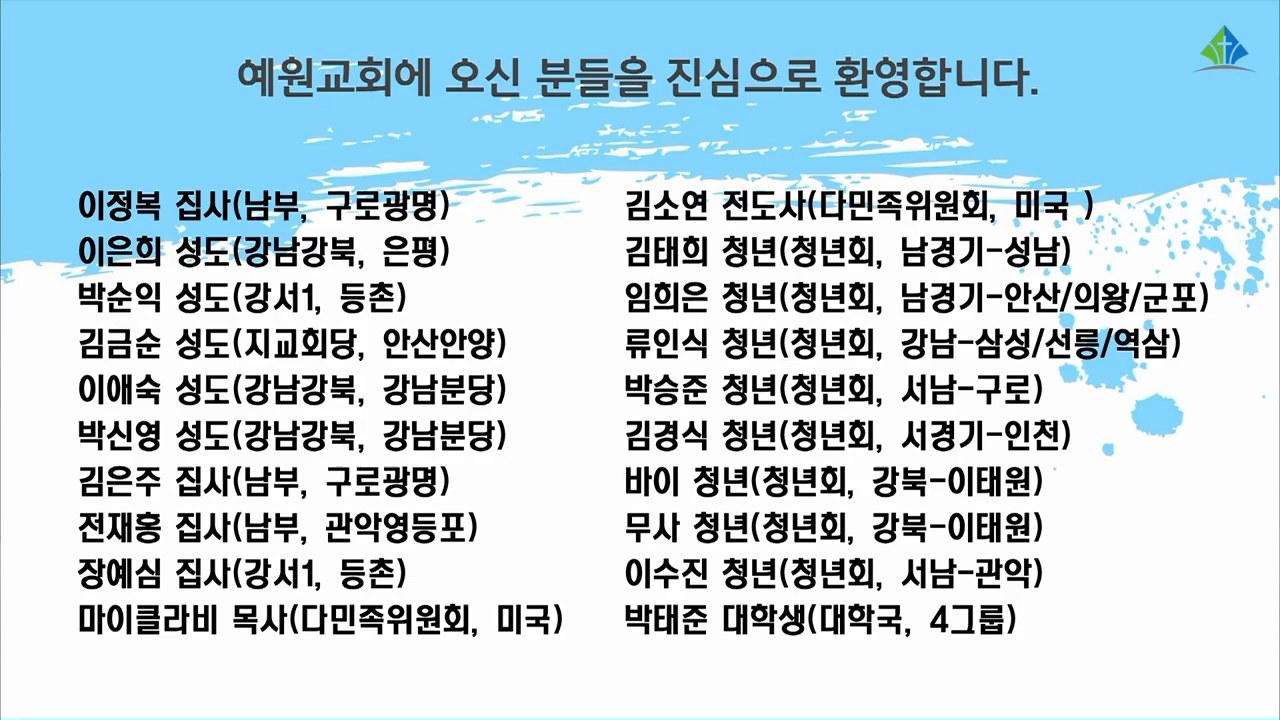 예원교회에 오신 분들을 진심으로 환영합니다.
이정복 집사(남부, 구로광명)
이은희 성도(강남강북, 은평)
박순익 성도(강서1, 등촌)
김금순 성도(지교회당, 안산안양)
이애숙 성도(강남강북, 강남분당)
박신영 성도(강남강북, 강남분당)
김은주 집사(남부, 구로광명)
전재홍 집사(남부, 관악영등포)
장예심 집사(강서1, 등촌)
마이클라비 목사(다민족위원회, 미국)
김소연 전도사(다민족위원회, 미국 )
김태희 청년(청년회, 남경기-성남)
임희은 청년(청년회, 남경기-안산/의왕/군포)
류인식 청년(청년회, 강남-삼성/선릉/역삼)
박승준 청년(청년회, 서남-구로)
김경식 청년(청년회, 서경기-인천)
바이 청년(청년회, 강북-이태원)
무사 청년(청년회, 강북-이태원)
이수진 청년(청년회, 서남-관악)
박태준 대학생(대학국, 4그룹)